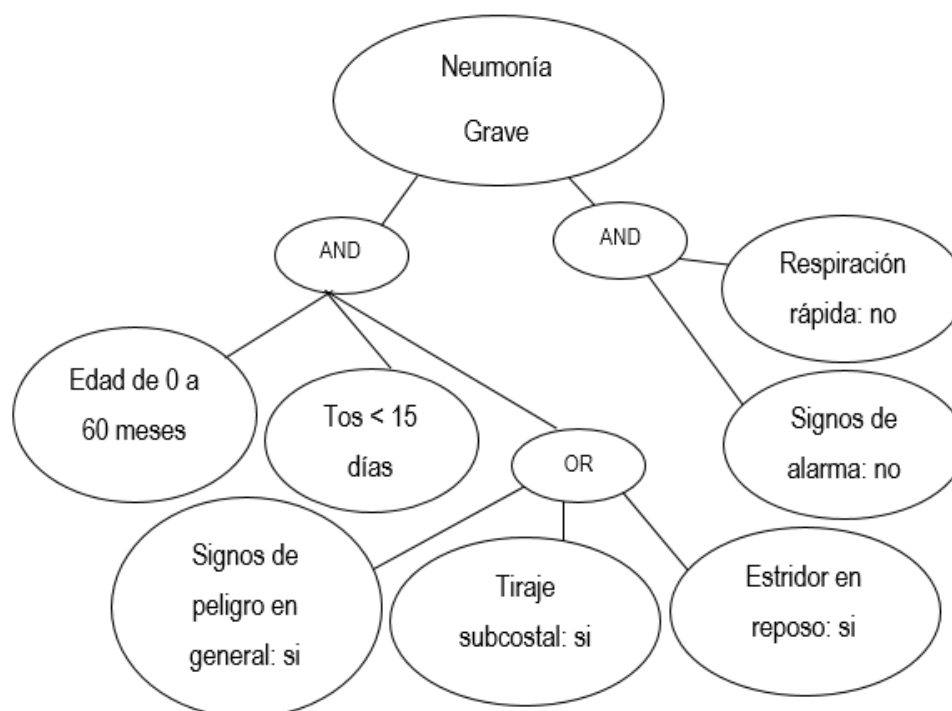 Neumonía
Grave
AND
AND
Respiración
rápida: no
Edad de 0 a
60 meses
Tos < 15
días
Signos de
alarma: no
OR
Signos de
peligro en
general: si
Tiraje
subcostal: si
Estridor en
reposo: si